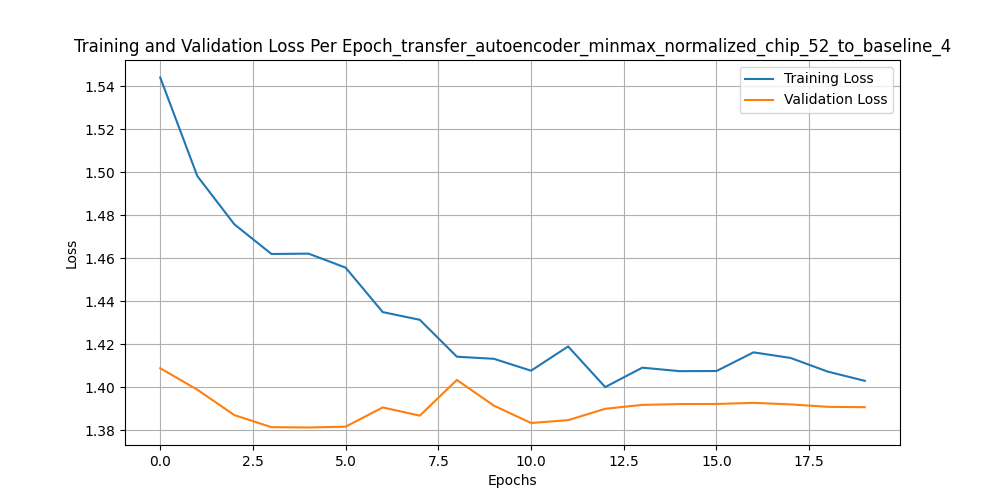 Training and Validation Loss Per Epoch_transfer_autoencoder_minmax_normalized_chip_52_to_baseline_4
Training Loss
Validation Loss
1.54
1.52
1.50
1.48
1.46
1.44
1.42
1.40
1.38
Loss
0.0 2.5 5.0 7.5 10.0 12.5 15.0 17.5
Epochs